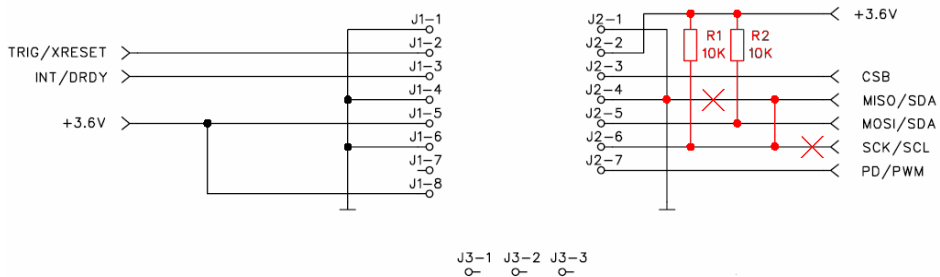 J1-1
J1-2
J1-3
J1-4
J1-5
J1-6
J1-7
J1-8
TRIG/XRESET
INT/DRDY
+3.6V
J2-1
J2-2
J2-3
J2-4
J2-5
J2-6
J2-7
R1
10K
R2
10K
+3.6V
CSB
MISO/SDA
MOSI/SDA
SCK/SCL
PD/PWM
J3-1 J3-2 J3-3